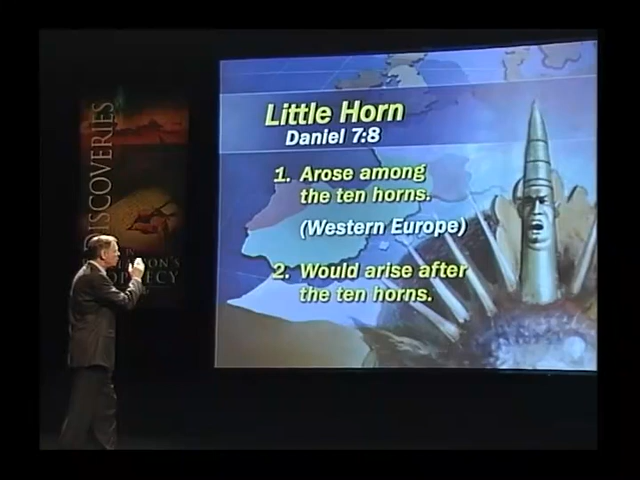 Little Horn
Daniel 7:8
1. Arose among
the ten horns.
(Western Europe)
2. Would arise after
the ten horns.
DISCOVERIES